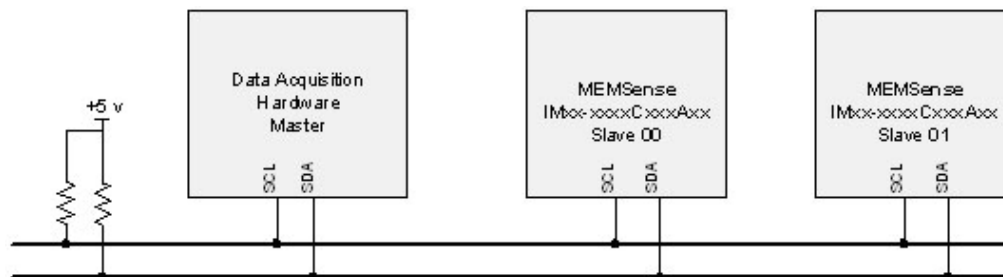 +5 v
Data Acquisition
Hardware
Master
SCL
SDA
MEMSense
IMxx-xxxxCxxxAxx
Slave 00
SCL
SDA
MEMSense
IMxx-xxxxCxxxAxx
Slave 01
SCL
SDA